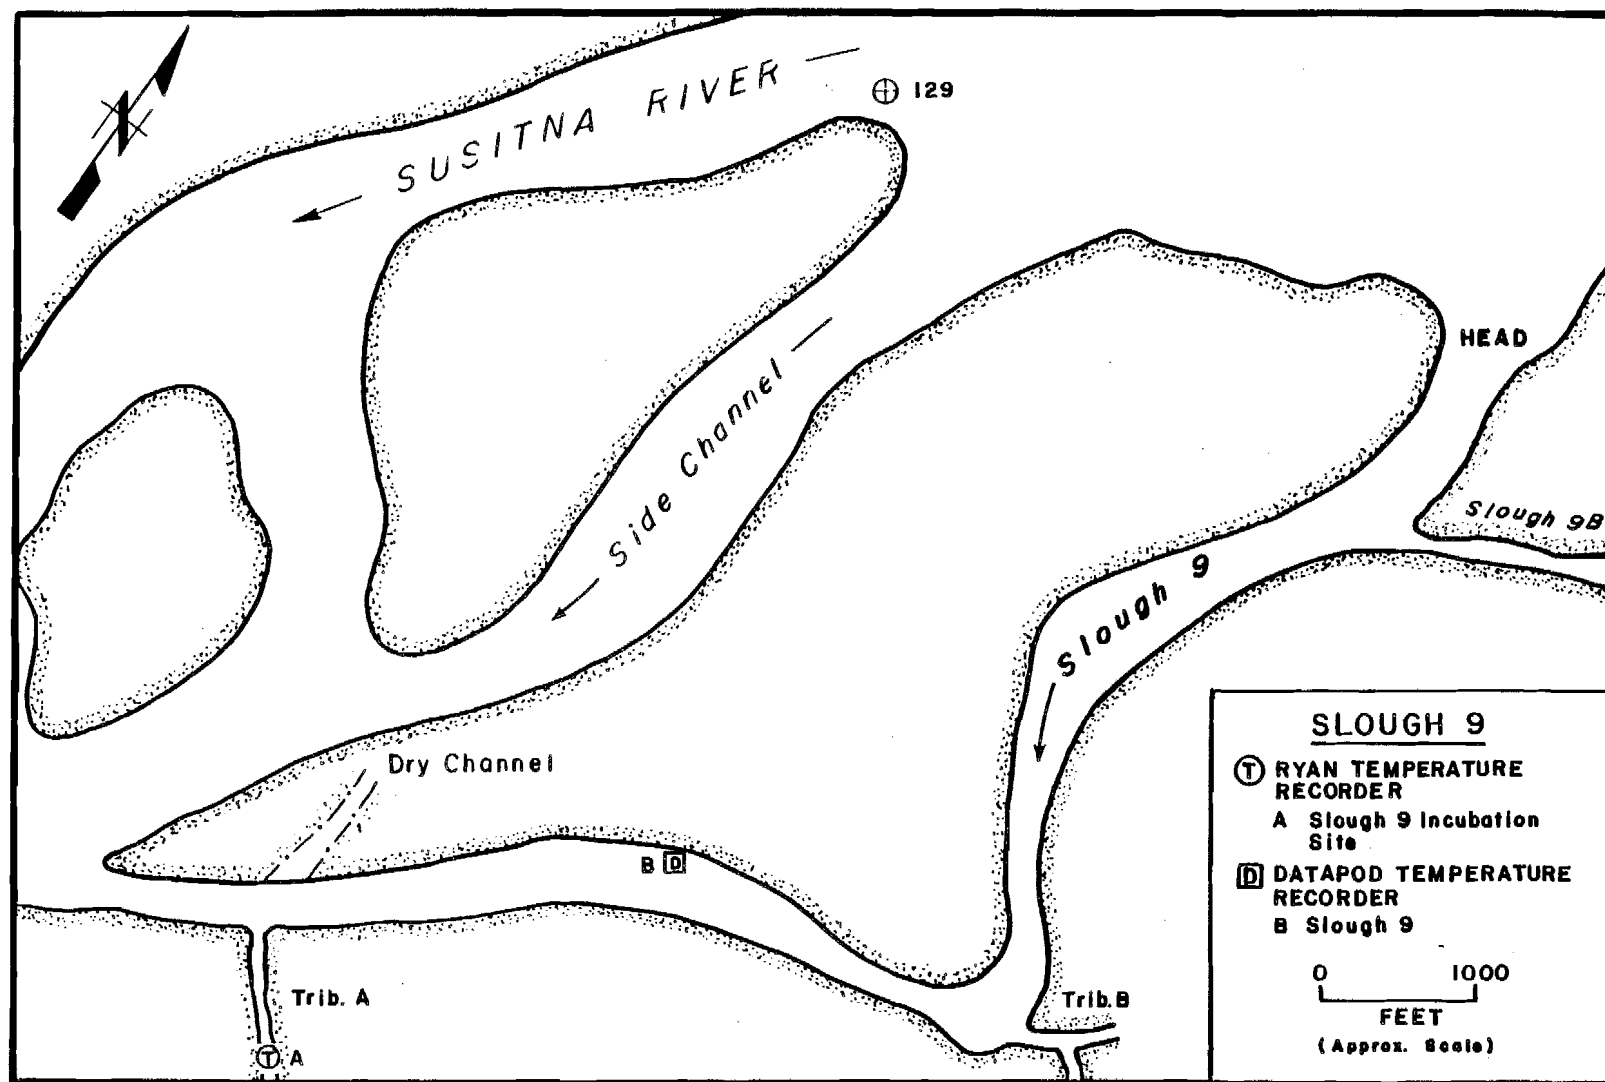 N
SUSITNA RIVER
129
HEAD
Side Channel
Slough 9B
Slough 9
Dry Channel
B D
Trib. A
Trib. B
T A
SLOUGH 9
T RYAN TEMPERATURE
RECORDER
A Slough 9 Incubation
Site
D DATAPOD TEMPERATURE
RECORDER
B Slough 9
0 1000
FEET
(Approx. Scale)